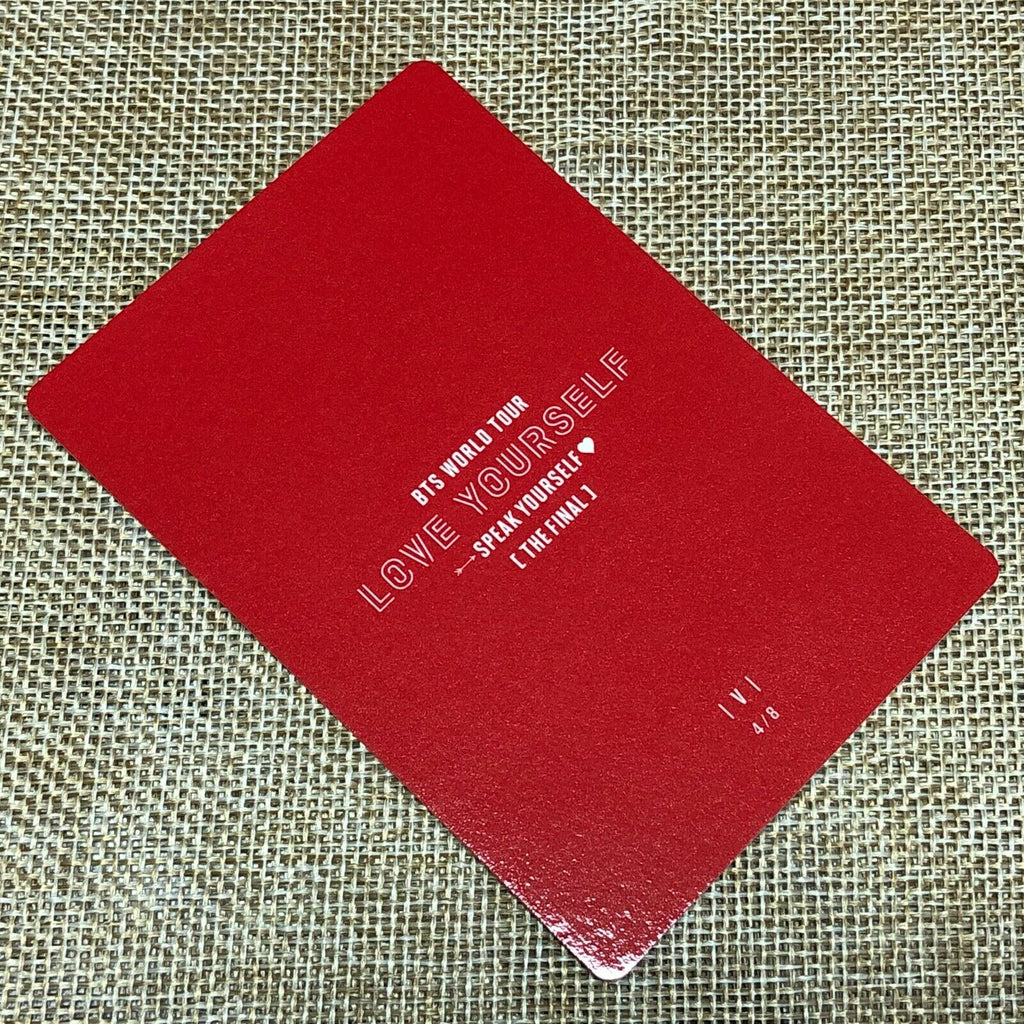 BTS WORLD TOUR
LOVE YOURSELF
SPEAK YOURSELF
[ THE FINAL ]
| V |
4/8